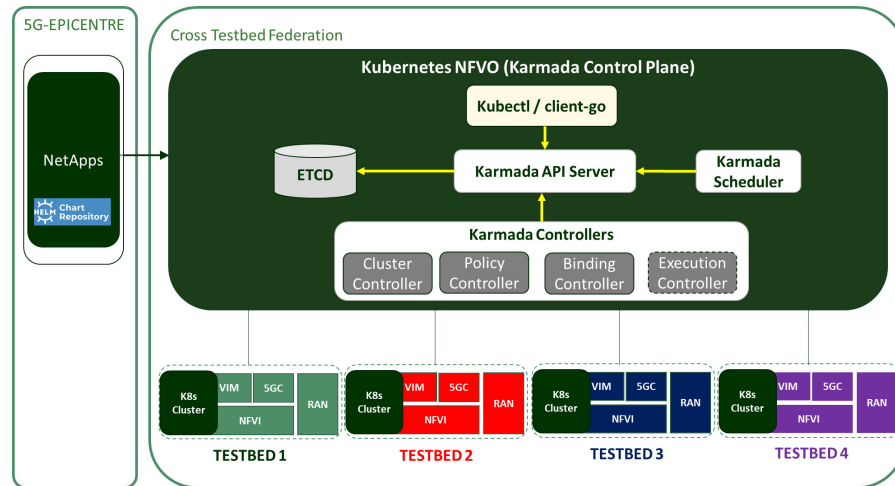 5G-EPICENTRE
NetApps
HELM
Chart
Repository
Cross Testbed Federation
Kubernetes NFVO (Karmada Control Plane)
Kubectl / client-go
ETCD
Karmada API Server
Karmada
Scheduler
Karmada Controllers
Cluster
Controller
Policy
Controller
Binding
Controller
Execution
Controller
K8s
Cluster
VIM
5GC
NFVI
RAN
TESTBED 1
K8s
Cluster
VIM
5GC
NFVI
RAN
TESTBED 2
K8s
Cluster
VIM
5GC
NFVI
RAN
TESTBED 3
K8s
Cluster
VIM
5GC
NFVI
RAN
TESTBED 4